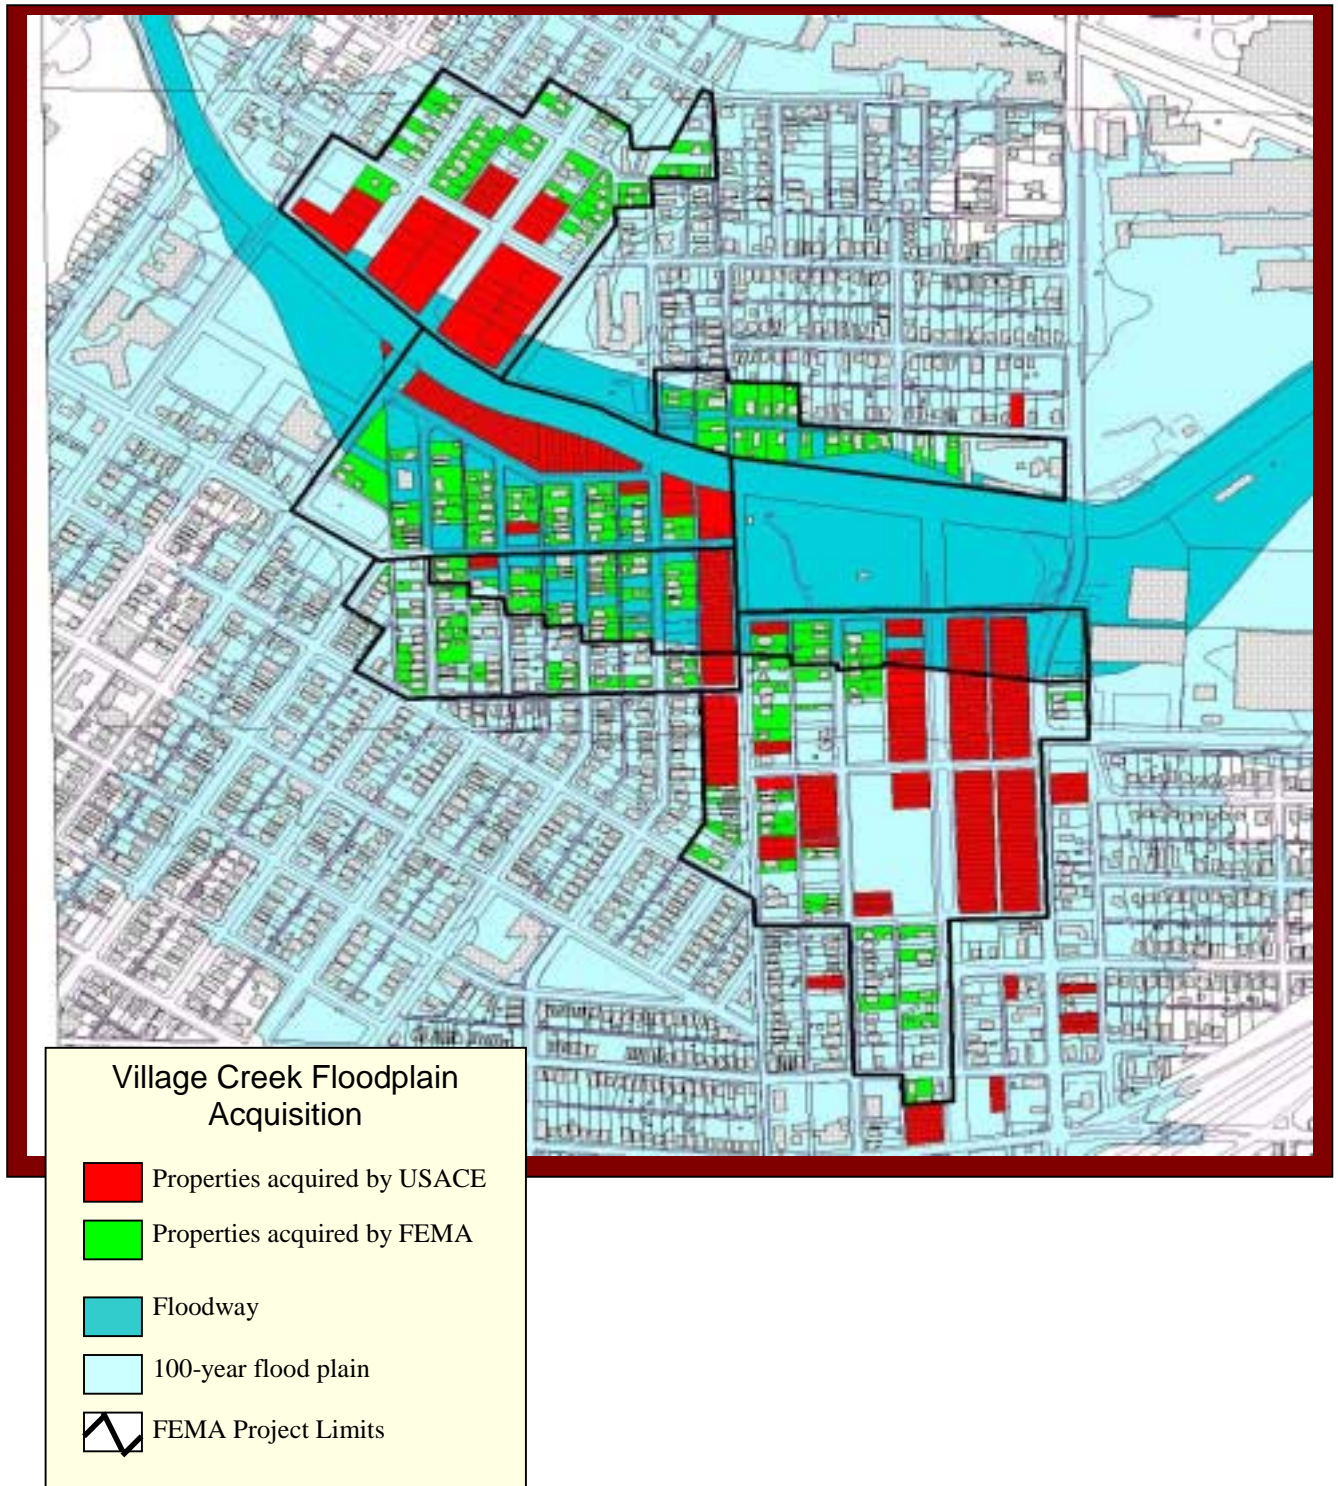 Village Creek Floodplain
Acquisition
Properties acquired by USACE
Properties acquired by FEMA
Floodway
100-year flood plain
FEMA Project Limits